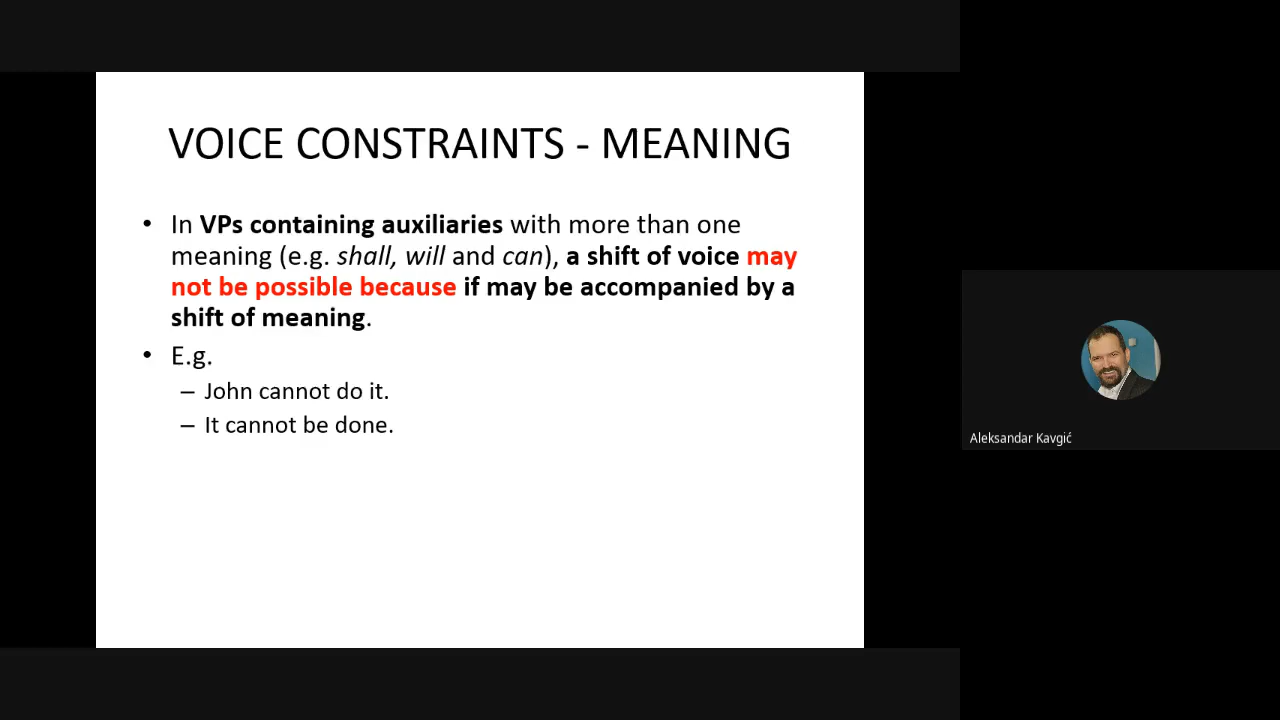 VOICE CONSTRAINTS - MEANING
• In VPs containing auxiliaries with more than one
meaning (e.g. shall, will and can), a shift of voice may
not be possible because if may be accompanied by a
shift of meaning.
• E.g.
– John cannot do it.
– It cannot be done.
Aleksandar Kavgić